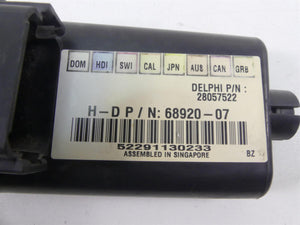 DOM HDI SWI CAL JPN AUS CAN GRB
DELPHI P/N :
28057522
H-D P/N: 68920-07
52291130233
ASSEMBLED IN SINGAPORE
BZ